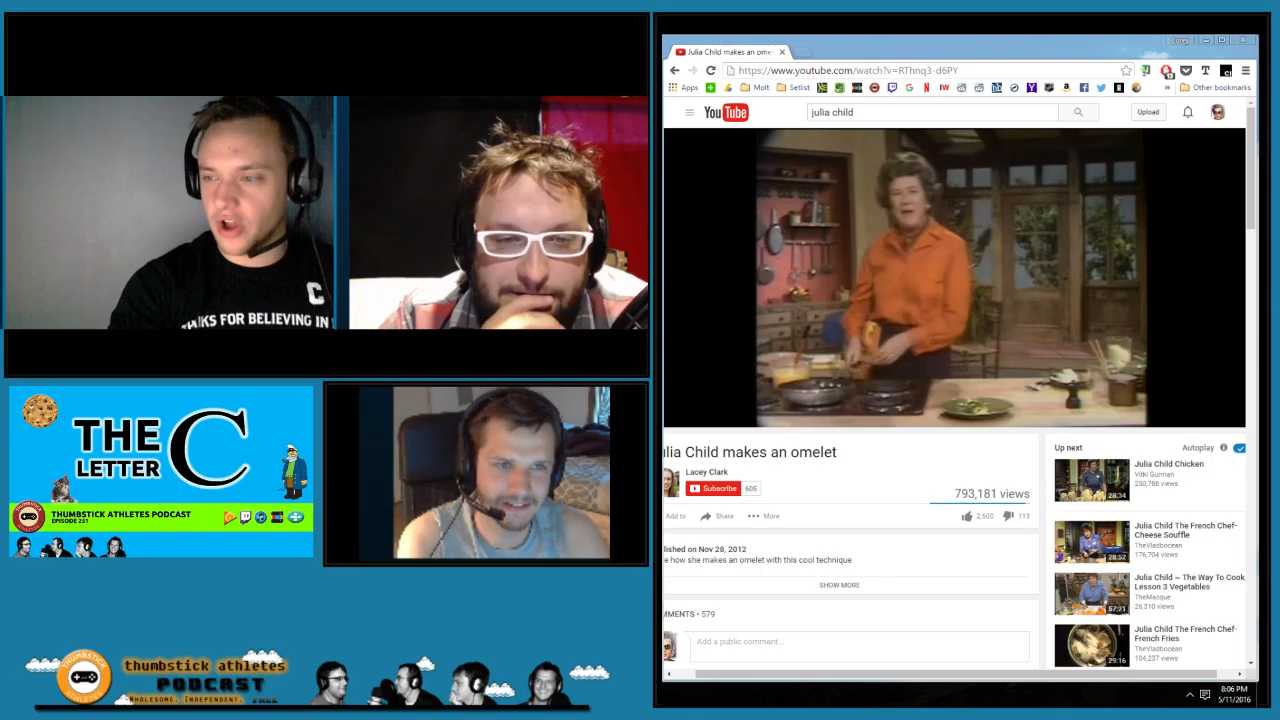 C
THANKS FOR BELIEVING IN
THE
LETTER
C
THUMBSTICK ATHLETES PODCAST
EPISODE 251
THUMBSTICK
ATHLETES
thumbstick athletes
PODCAST
WHOLESOME. INDEPENDENT. FREE
Julia Child makes an ome
https://www.youtube.com/watch?v=RThnq3-d6PY
Apps
Molt
Setlist
Other bookmarks
YouTube
julia child
Upload
ulia Child makes an omelet
Lacey Clark
Subscribe 605
793,181 views
Add to Share More
2,600 113
lished on Nov 28, 2012
e how she makes an omelet with this cool technique
SHOW MORE
MMENTS • 579
Add a public comment...
Up next
Autoplay
Julia Child Chicken
Vitki Gurman
250,788 views
28:34
Julia Child The French Chef-
Cheese Souffle
TheVladbocean
176,704 views
28:52
Julia Child ~ The Way To Cook
Lesson 3 Vegetables
TheMacque
26,310 views
57:21
Julia Child The French Chef-
French Fries
TheVladbocean
104,237 views
29:16
8:06 PM
5/11/2016